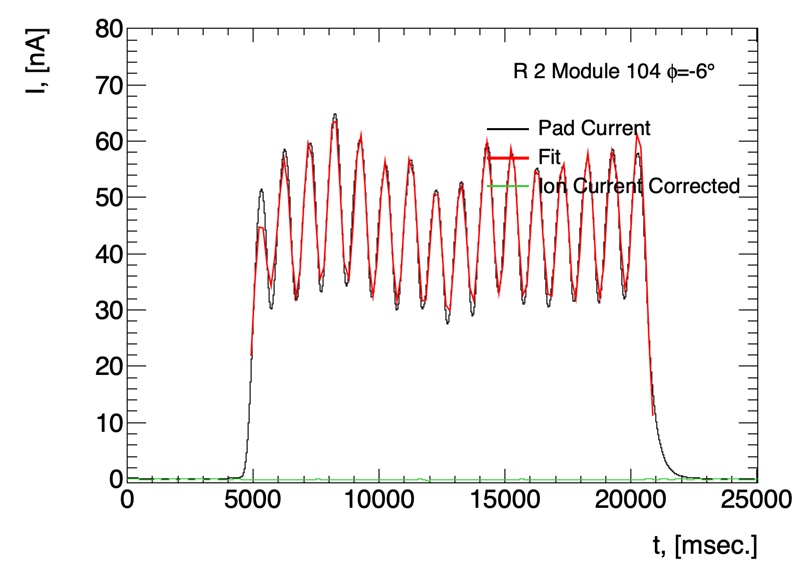 I, [nA]
80
70
60
50
40
30
20
10
0
R 2 Module 104 ϕ=-6°
Pad Current
Fit
Ion Current Corrected
0 5000 10000 15000 20000 25000
t, [msec.]